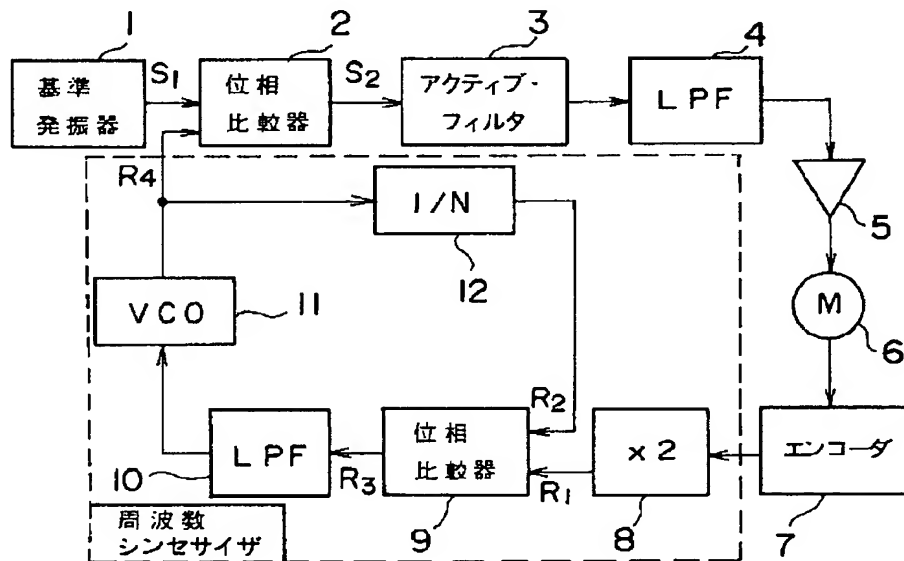 1
2
3
4
基準
発振器
S1
位相
比較器
S2
アクティブ・
フィルタ
LPF
R4
1/N
12
5
VCO
11
M
6
LPF
10
R3
位相
比較器
9
R2
R1
×2
8
エンコーダ
7
周波数
シンセサイザ